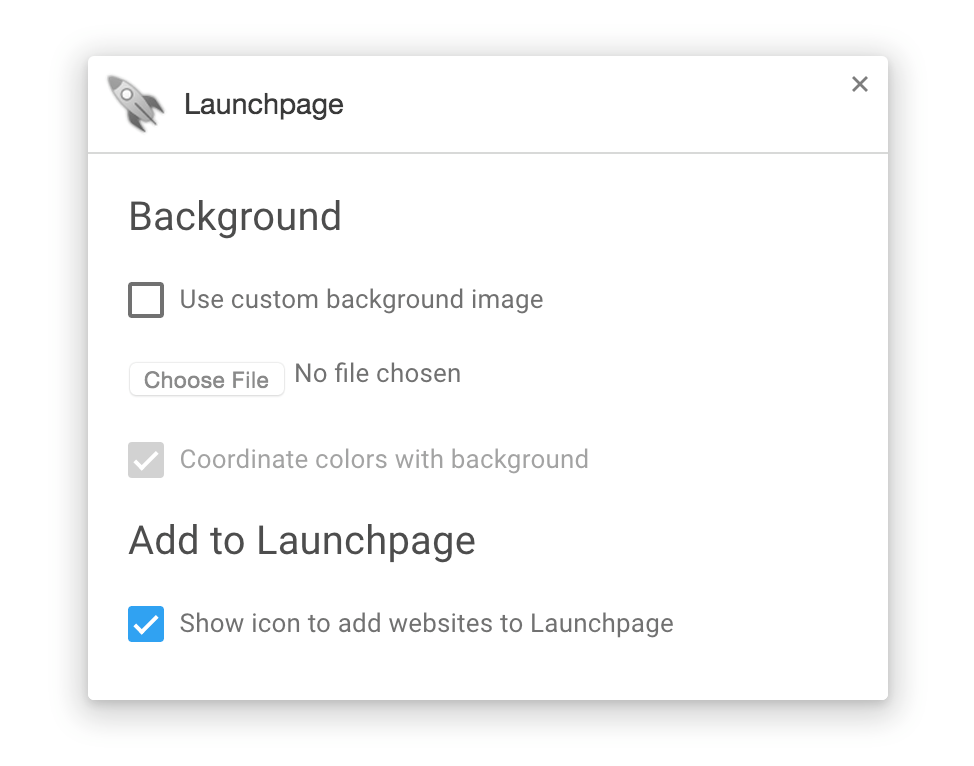 Launchpage
Background
Use custom background image
Choose File No file chosen
Coordinate colors with background
Add to Launchpage
Show icon to add websites to Launchpage